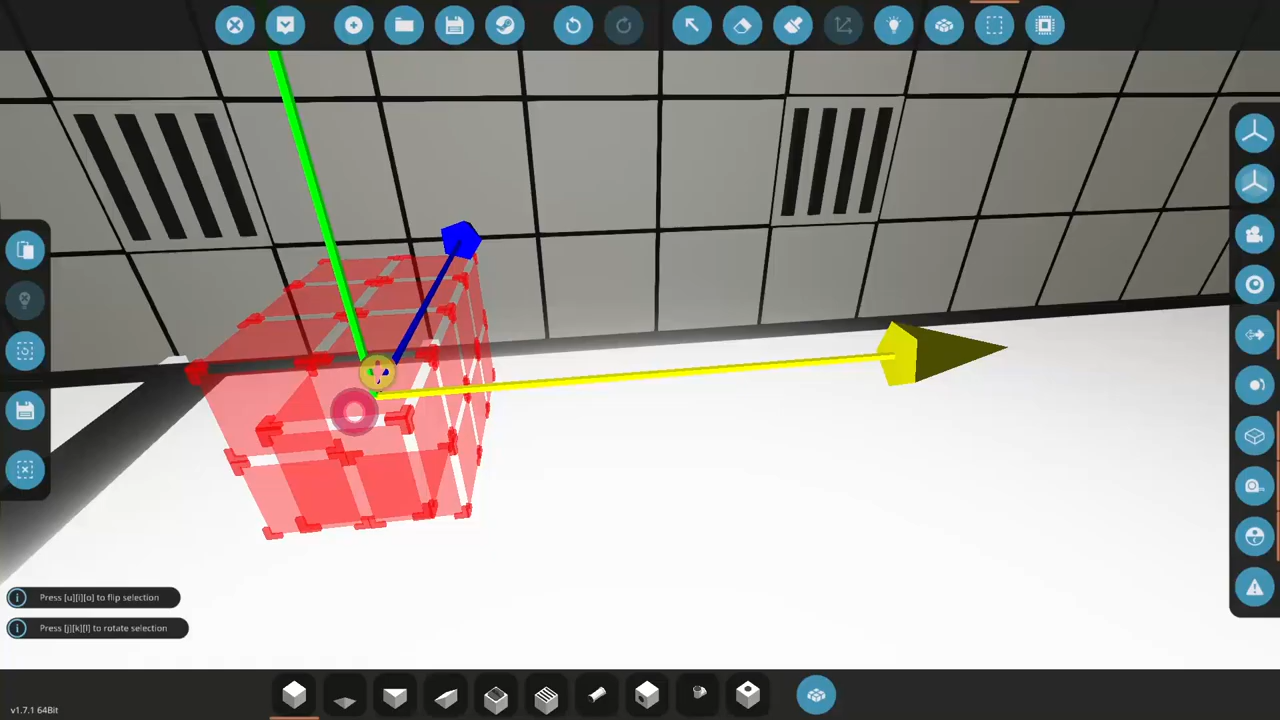 Press [u][i][o] to flip selection
Press [j][k][l] to rotate selection
v1.7.1 64Bit